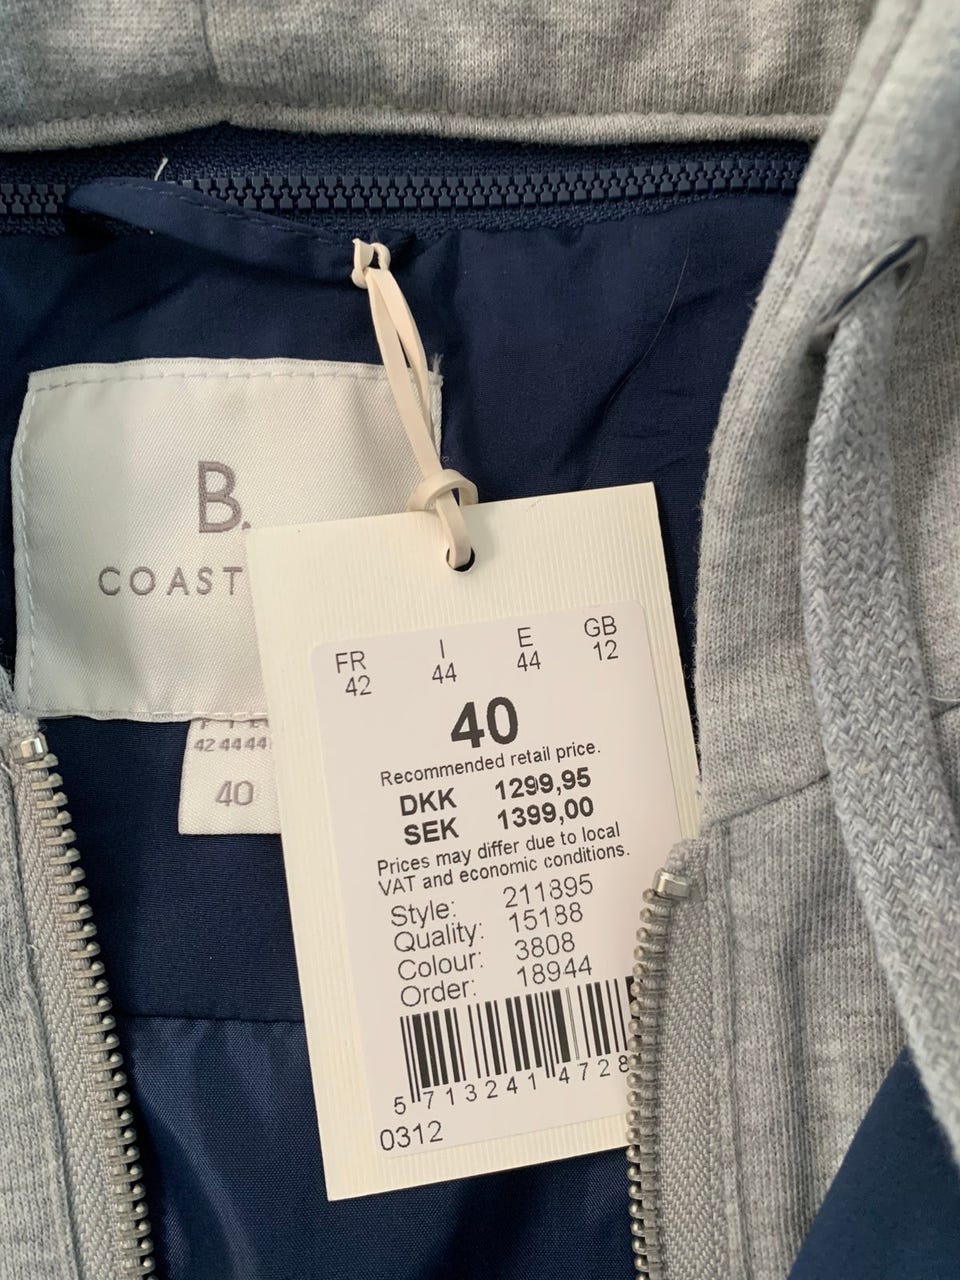 B.
COAST
FR I E GB
42 44 44 12
40
Recommended retail price.
DKK 1299,95
SEK 1399,00
Prices may differ due to local
VAT and economic conditions.
Style: 211895
Quality: 15188
Colour: 3808
Order: 18944
5 713241 4728
0312
42 44 44
40